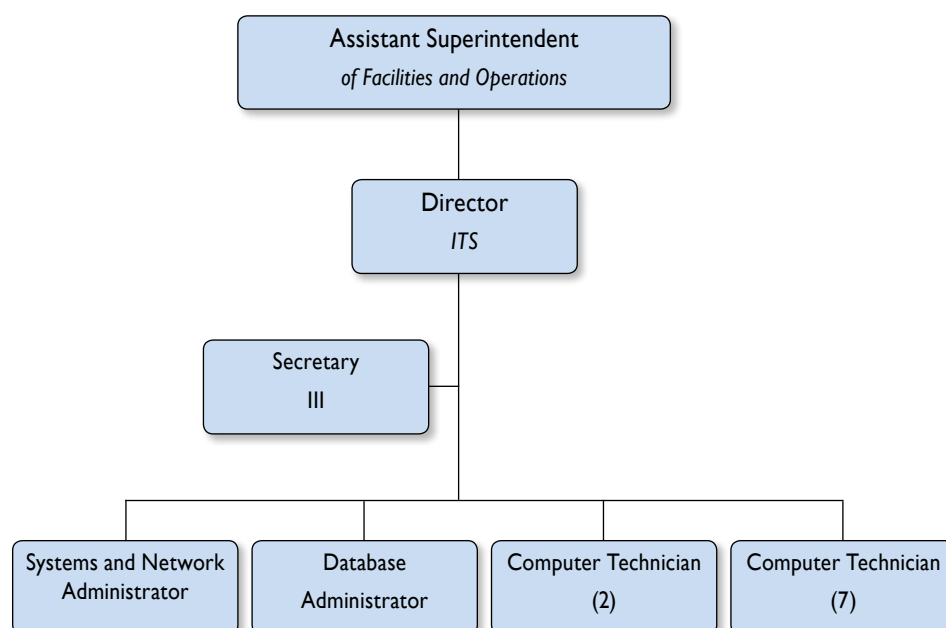 Assistant Superintendent
of Facilities and Operations
Director
ITS
Secretary
III
Systems and Network
Administrator
Database
Administrator
Computer Technician
(2)
Computer Technician
(7)